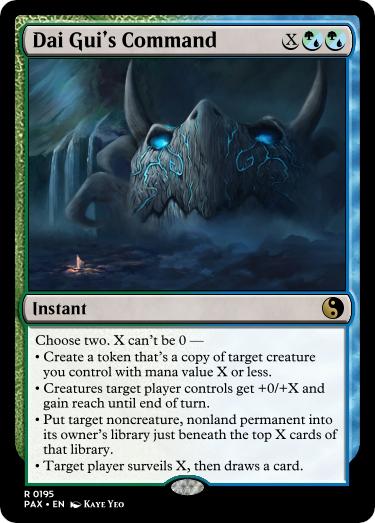 Dai Gui's Command X
Instant
Choose two. X can't be 0 —
• Create a token that's a copy of target creature
you control with mana value X or less.
• Creatures target player controls get +0/+X and
gain reach until end of turn.
• Put target noncreature, nonland permanent into
its owner's library just beneath the top X cards of
that library.
• Target player surveils X, then draws a card.
R 0195
PAX • EN Kaye Yeo